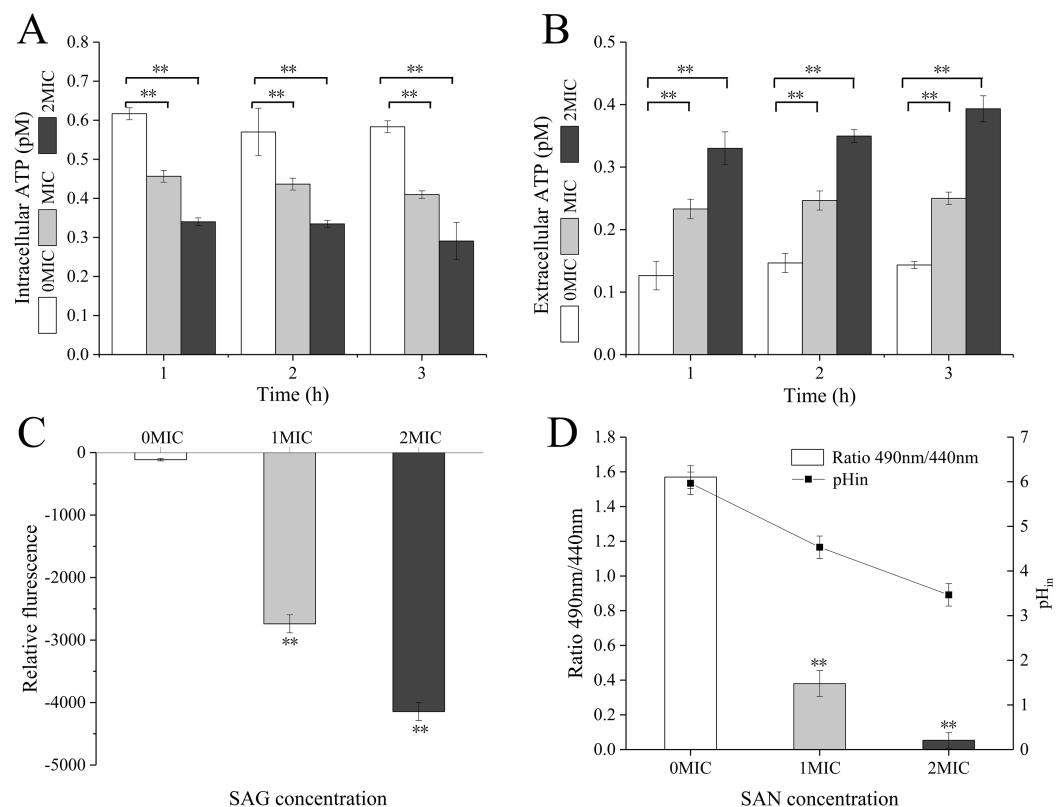 A
Intracellular ATP (pM)
0MIC MIC 2MIC
0.8
0.7
0.6
0.5
0.4
0.3
0.2
0.1
0.0
** ** **
** ** **
1 2 3
Time (h)
B
Extracellular ATP (pM)
0MIC MIC 2MIC
0.5
0.4
0.3
0.2
0.1
0.0
** ** **
** ** **
1 2 3
Time (h)
C
0MIC 1MIC 2MIC
Relative flurescence
0
-1000
-2000
-3000
-4000
-5000
**
**
SAG concentration
D
Ratio 490nm/440nm
1.8
1.6
1.4
1.2
1.0
0.8
0.6
0.4
0.2
0.0
Ratio 490nm/440nm
pHin
**
**
7
6
5
4
3
2
1
0
pHin
0MIC 1MIC 2MIC
SAN concentration